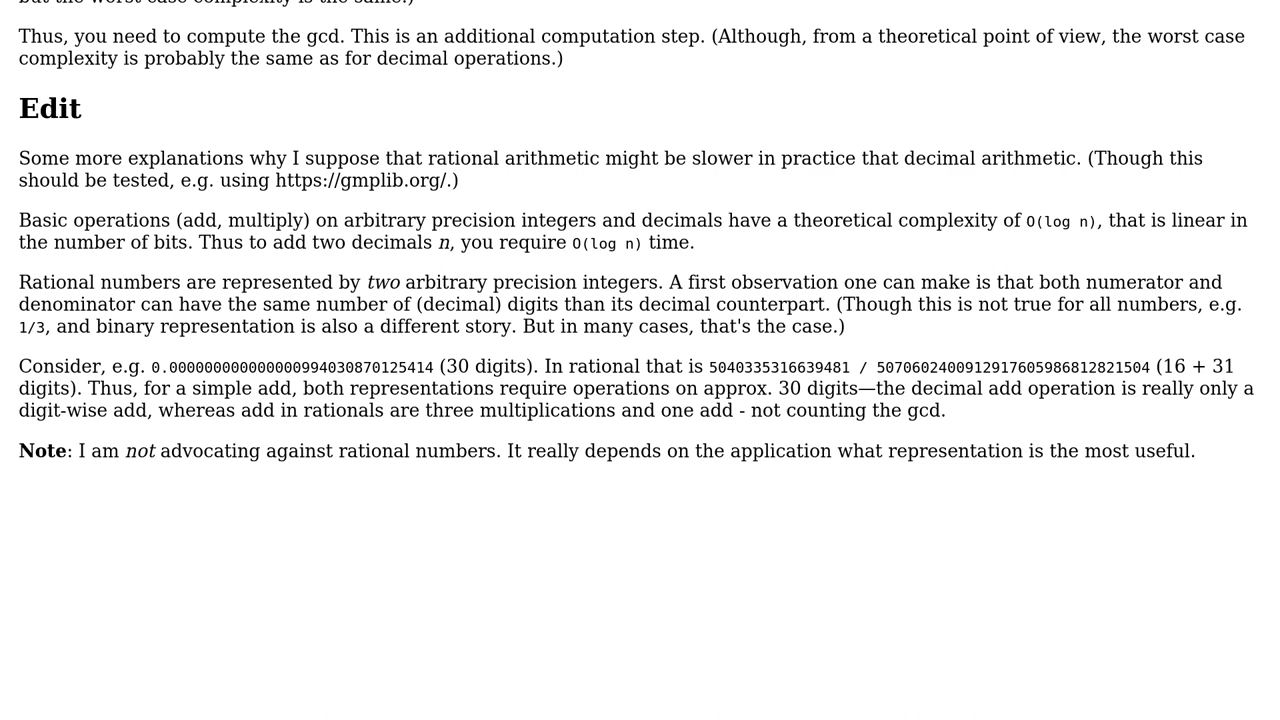 but the worst case complexity is the same.)
Thus, you need to compute the gcd. This is an additional computation step. (Although, from a theoretical point of view, the worst case
complexity is probably the same as for decimal operations.)
Edit
Some more explanations why I suppose that rational arithmetic might be slower in practice that decimal arithmetic. (Though this
should be tested, e.g. using https://gmplib.org/.)
Basic operations (add, multiply) on arbitrary precision integers and decimals have a theoretical complexity of O(log n), that is linear in
the number of bits. Thus to add two decimals n, you require O(log n) time.
Rational numbers are represented by two arbitrary precision integers. A first observation one can make is that both numerator and
denominator can have the same number of (decimal) digits than its decimal counterpart. (Though this is not true for all numbers, e.g.
1/3, and binary representation is also a different story. But in many cases, that's the case.)
Consider, e.g. 0.000000000000000994030870125414 (30 digits). In rational that is 5040335316639481 / 5070602400912917605986812821504 (16 + 31
digits). Thus, for a simple add, both representations require operations on approx. 30 digits—the decimal add operation is really only a
digit-wise add, whereas add in rationals are three multiplications and one add - not counting the gcd.
Note: I am not advocating against rational numbers. It really depends on the application what representation is the most useful.